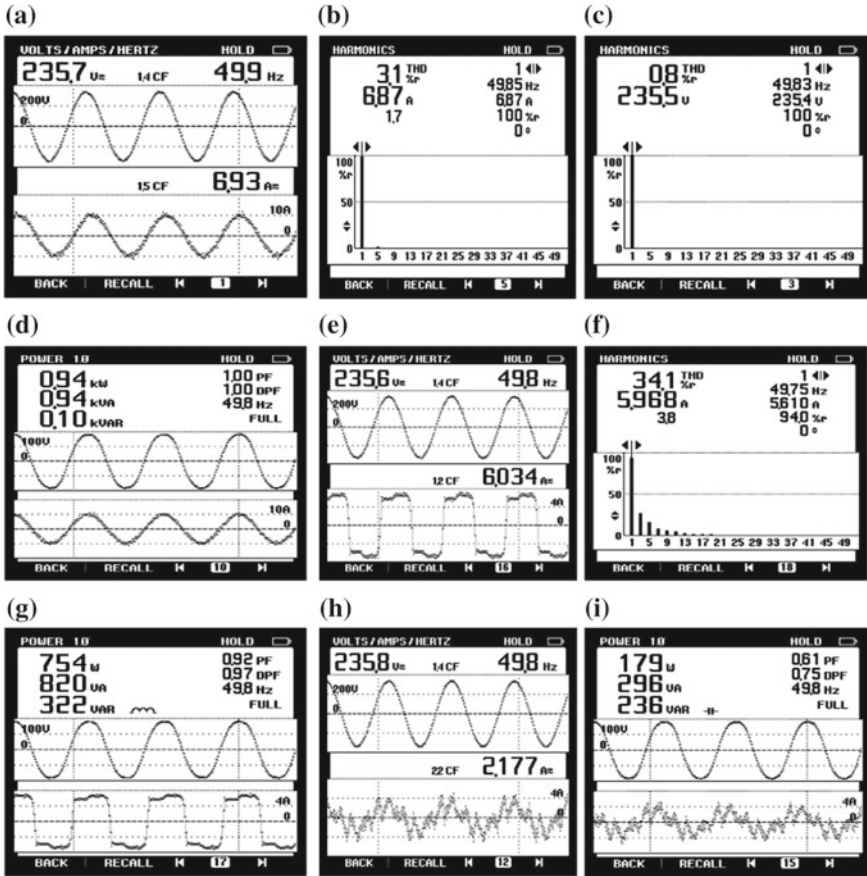 (a)
VOLTS/AMPS/HERTZ HOLD
235.7 V≂ 1.4 CF 49.9 Hz
200V
0
1.5 CF 6.93 A≂
10A
0
BACK RECALL 1
(b)
HARMONICS HOLD
3.1 THD %r 1
49.85 Hz
6.87 A 6.87 A
1.7 100 %r
0 °
100
%r
50
0
1 5 9 13 17 21 25 29 33 37 41 45 49
BACK RECALL 5
(c)
HARMONICS HOLD
0.8 THD %r 1
49.83 Hz
235.5 V 235.4 V
100 %r
0 °
100
%r
50
0
1 5 9 13 17 21 25 29 33 37 41 45 49
BACK RECALL 3
(d)
POWER 1.0 HOLD
0.94 kW 1.00 PF
0.94 kVA 1.00 DPF
49.8 Hz
0.10 kVAR FULL
100V
0
10A
0
BACK RECALL 10
(e)
VOLTS/AMPS/HERTZ HOLD
235.6 V≂ 1.4 CF 49.8 Hz
200V
0
1.2 CF 6.034 A≂
4A
0
BACK RECALL 16
(f)
HARMONICS HOLD
34.1 THD %r 1
49.75 Hz
5.968 A 5.610 A
3.8 94.0 %r
0 °
100
%r
50
0
1 5 9 13 17 21 25 29 33 37 41 45 49
BACK RECALL 18
(g)
POWER 1.0 HOLD
754 W 0.92 PF
820 VA 0.97 DPF
49.8 Hz
322 VAR FULL
100V
0
4A
0
BACK RECALL 17
(h)
VOLTS/AMPS/HERTZ HOLD
235.8 V≂ 1.4 CF 49.8 Hz
200V
0
2.2 CF 2.177 A≂
4A
0
BACK RECALL 12
(i)
POWER 1.0 HOLD
179 W 0.61 PF
296 VA 0.75 DPF
49.8 Hz
236 VAR FULL
100V
0
4A
0
BACK RECALL 15